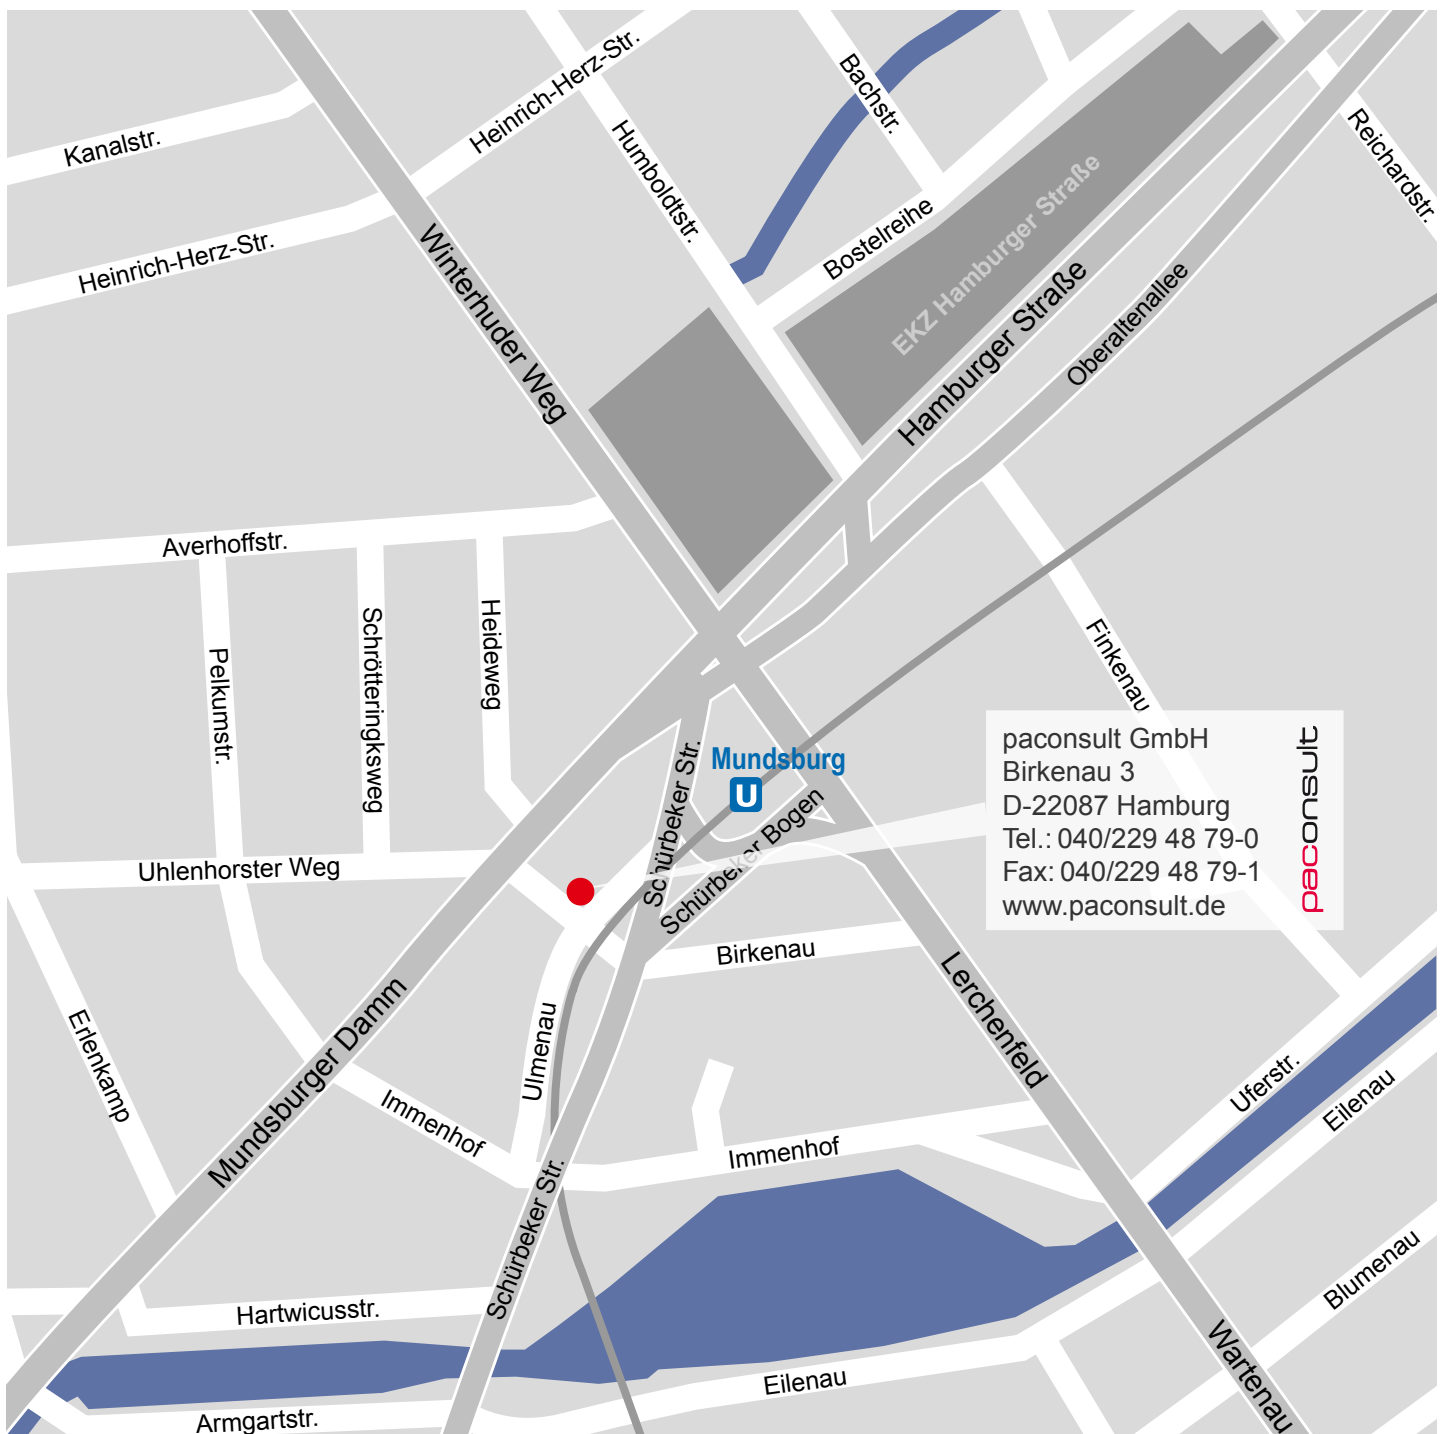 Heinrich-Herz-Str.
Bachstr.
Kanalstr.
Humboldtstr.
Reichardstr.
EKZ Hamburger Straße
Bostelreihe
Heinrich-Herz-Str.
Winterhuder Weg
Hamburger Straße
Oberaltenallee
Averhoffstr.
Pelkumstr.
Schrötteringksweg
Heideweg
Finkenau
Mundsburg
U
Schürbeker Str.
Schürbeker Bogen
paconsult GmbH
Birkenau 3
D-22087 Hamburg
Tel.: 040/229 48 79-0
Fax: 040/229 48 79-1
www.paconsult.de
paconsult
Uhlenhorster Weg
Birkenau
Lerchenfeld
Erlenkamp
Mundsburger Damm
Ulmenau
Immenhof
Immenhof
Uferstr.
Eilenau
Schürbeker Str.
Hartwicusstr.
Blumenau
Wartenau
Eilenau
Armgartstr.